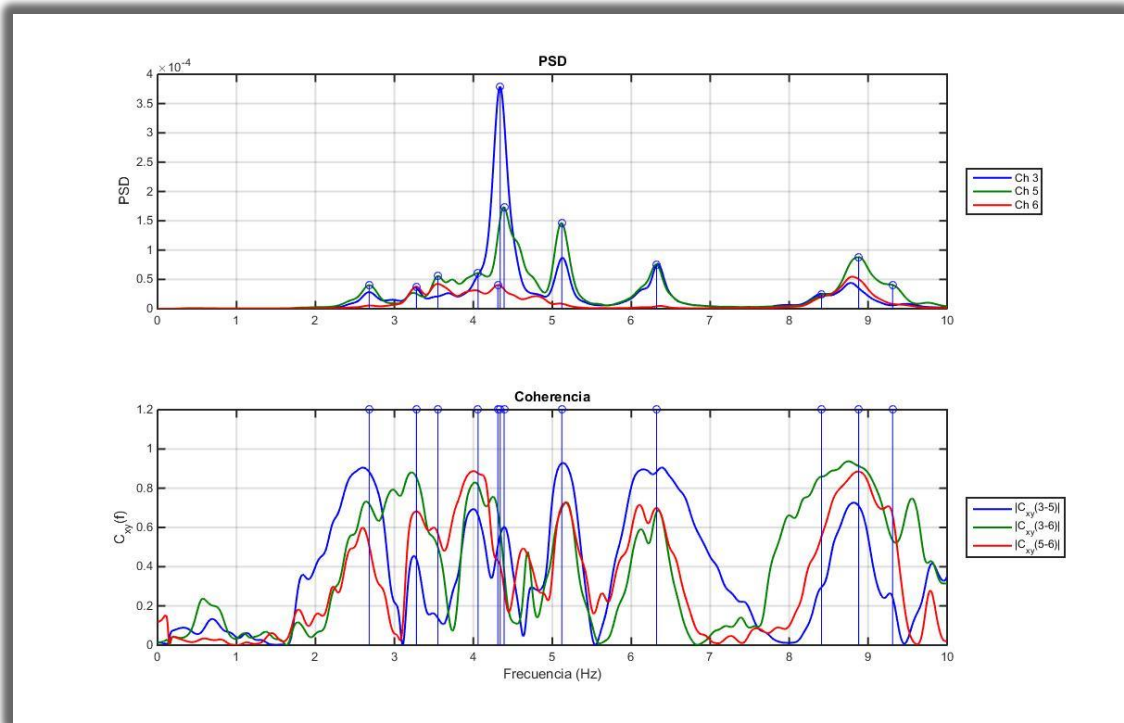 PSD
×10⁻⁴
4
3.5
3
2.5
2
1.5
1
0.5
0
PSD
0 1 2 3 4 5 6 7 8 9 10
Ch 3
Ch 5
Ch 6
Coherencia
1.2
1
0.8
0.6
0.4
0.2
0
C_xy(f)
0 1 2 3 4 5 6 7 8 9 10
Frecuencia (Hz)
|C_xy(3-5)|
|C_xy(3-6)|
|C_xy(5-6)|